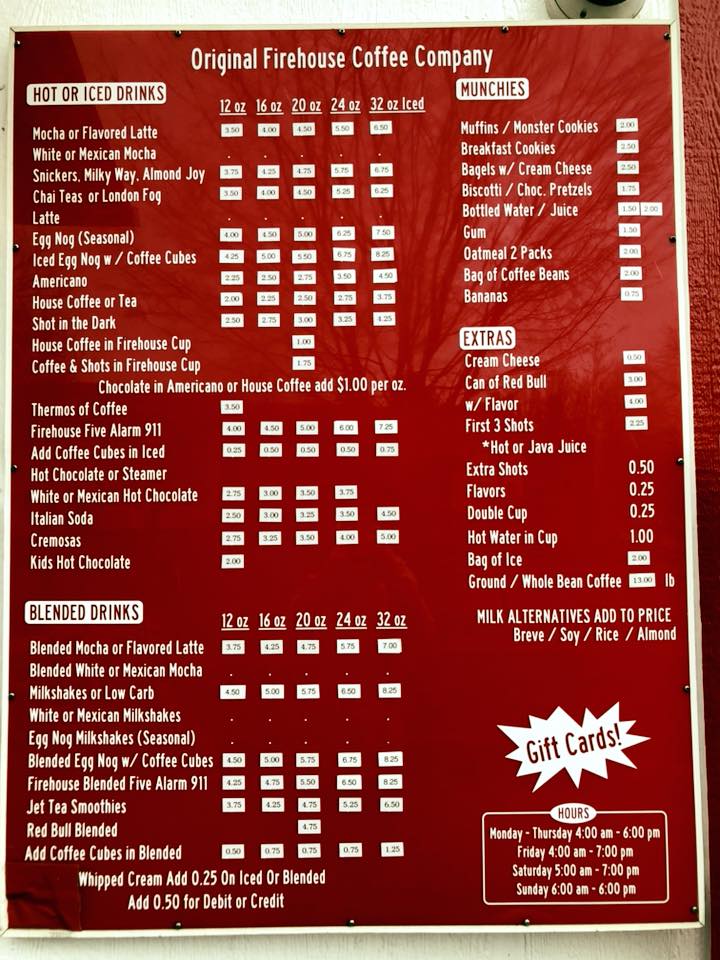 Original Firehouse Coffee Company
HOT OR ICED DRINKS
12 oz 16 oz 20 oz 24 oz 32 oz Iced
Mocha or Flavored Latte 3.50 4.00 4.50 5.50 6.50
White or Mexican Mocha . . . .
Snickers, Milky Way, Almond Joy 3.75 4.25 4.75 5.75 6.75
Chai Teas or London Fog 3.50 4.00 4.50 5.25 6.25
Latte . . . . .
Egg Nog (Seasonal) 4.00 4.50 5.00 6.25 7.50
Iced Egg Nog w / Coffee Cubes 4.25 5.00 5.50 6.75 8.25
Americano 2.25 2.50 2.75 3.50 4.50
House Coffee or Tea 2.00 2.25 2.50 2.75 3.75
Shot in the Dark 2.50 2.75 3.00 3.25 4.25
House Coffee in Firehouse Cup 1.00
Coffee & Shots in Firehouse Cup 1.75
Chocolate in Americano or House Coffee add $1.00 per oz.
Thermos of Coffee 3.50
Firehouse Five Alarm 911 4.00 4.50 5.00 6.00 7.25
Add Coffee Cubes in Iced 0.25 0.50 0.50 0.50 0.75
Hot Chocolate or Steamer
White or Mexican Hot Chocolate 2.75 3.00 3.50 3.75
Italian Soda 2.50 3.00 3.25 3.50 4.50
Cremosas 2.75 3.25 3.50 4.00 5.00
Kids Hot Chocolate 2.00
BLENDED DRINKS
12 oz 16 oz 20 oz 24 oz 32 oz
Blended Mocha or Flavored Latte 3.75 4.25 4.75 5.75 7.00
Blended White or Mexican Mocha . . . . .
Milkshakes or Low Carb 4.50 5.00 5.75 6.50 8.25
White or Mexican Milkshakes . . . . .
Egg Nog Milkshakes (Seasonal) . . . . .
Blended Egg Nog w/ Coffee Cubes 4.50 5.00 5.75 6.75 8.25
Firehouse Blended Five Alarm 911 4.25 4.75 5.50 6.50 8.25
Jet Tea Smoothies 3.75 4.25 4.75 5.25 6.50
Red Bull Blended 4.75
Add Coffee Cubes in Blended 0.50 0.75 0.75 0.75 1.25
Whipped Cream Add 0.25 On Iced Or Blended
Add 0.50 for Debit or Credit
MUNCHIES
Muffins / Monster Cookies 2.00
Breakfast Cookies 2.50
Bagels w/ Cream Cheese 2.50
Biscotti / Choc. Pretzels 1.75
Bottled Water / Juice 1.50 2.00
Gum 1.50
Oatmeal 2 Packs 2.00
Bag of Coffee Beans 2.00
Bananas 0.75
EXTRAS
Cream Cheese 0.50
Can of Red Bull 3.00
w/ Flavor 4.00
First 3 Shots 2.25
*Hot or Java Juice
Extra Shots 0.50
Flavors 0.25
Double Cup 0.25
Hot Water in Cup 1.00
Bag of Ice 2.00
Ground / Whole Bean Coffee 13.00 lb
MILK ALTERNATIVES ADD TO PRICE
Breve / Soy / Rice / Almond
Gift Cards!
HOURS
Monday - Thursday 4:00 am - 6:00 pm
Friday 4:00 am - 7:00 pm
Saturday 5:00 am - 7:00 pm
Sunday 6:00 am - 6:00 pm